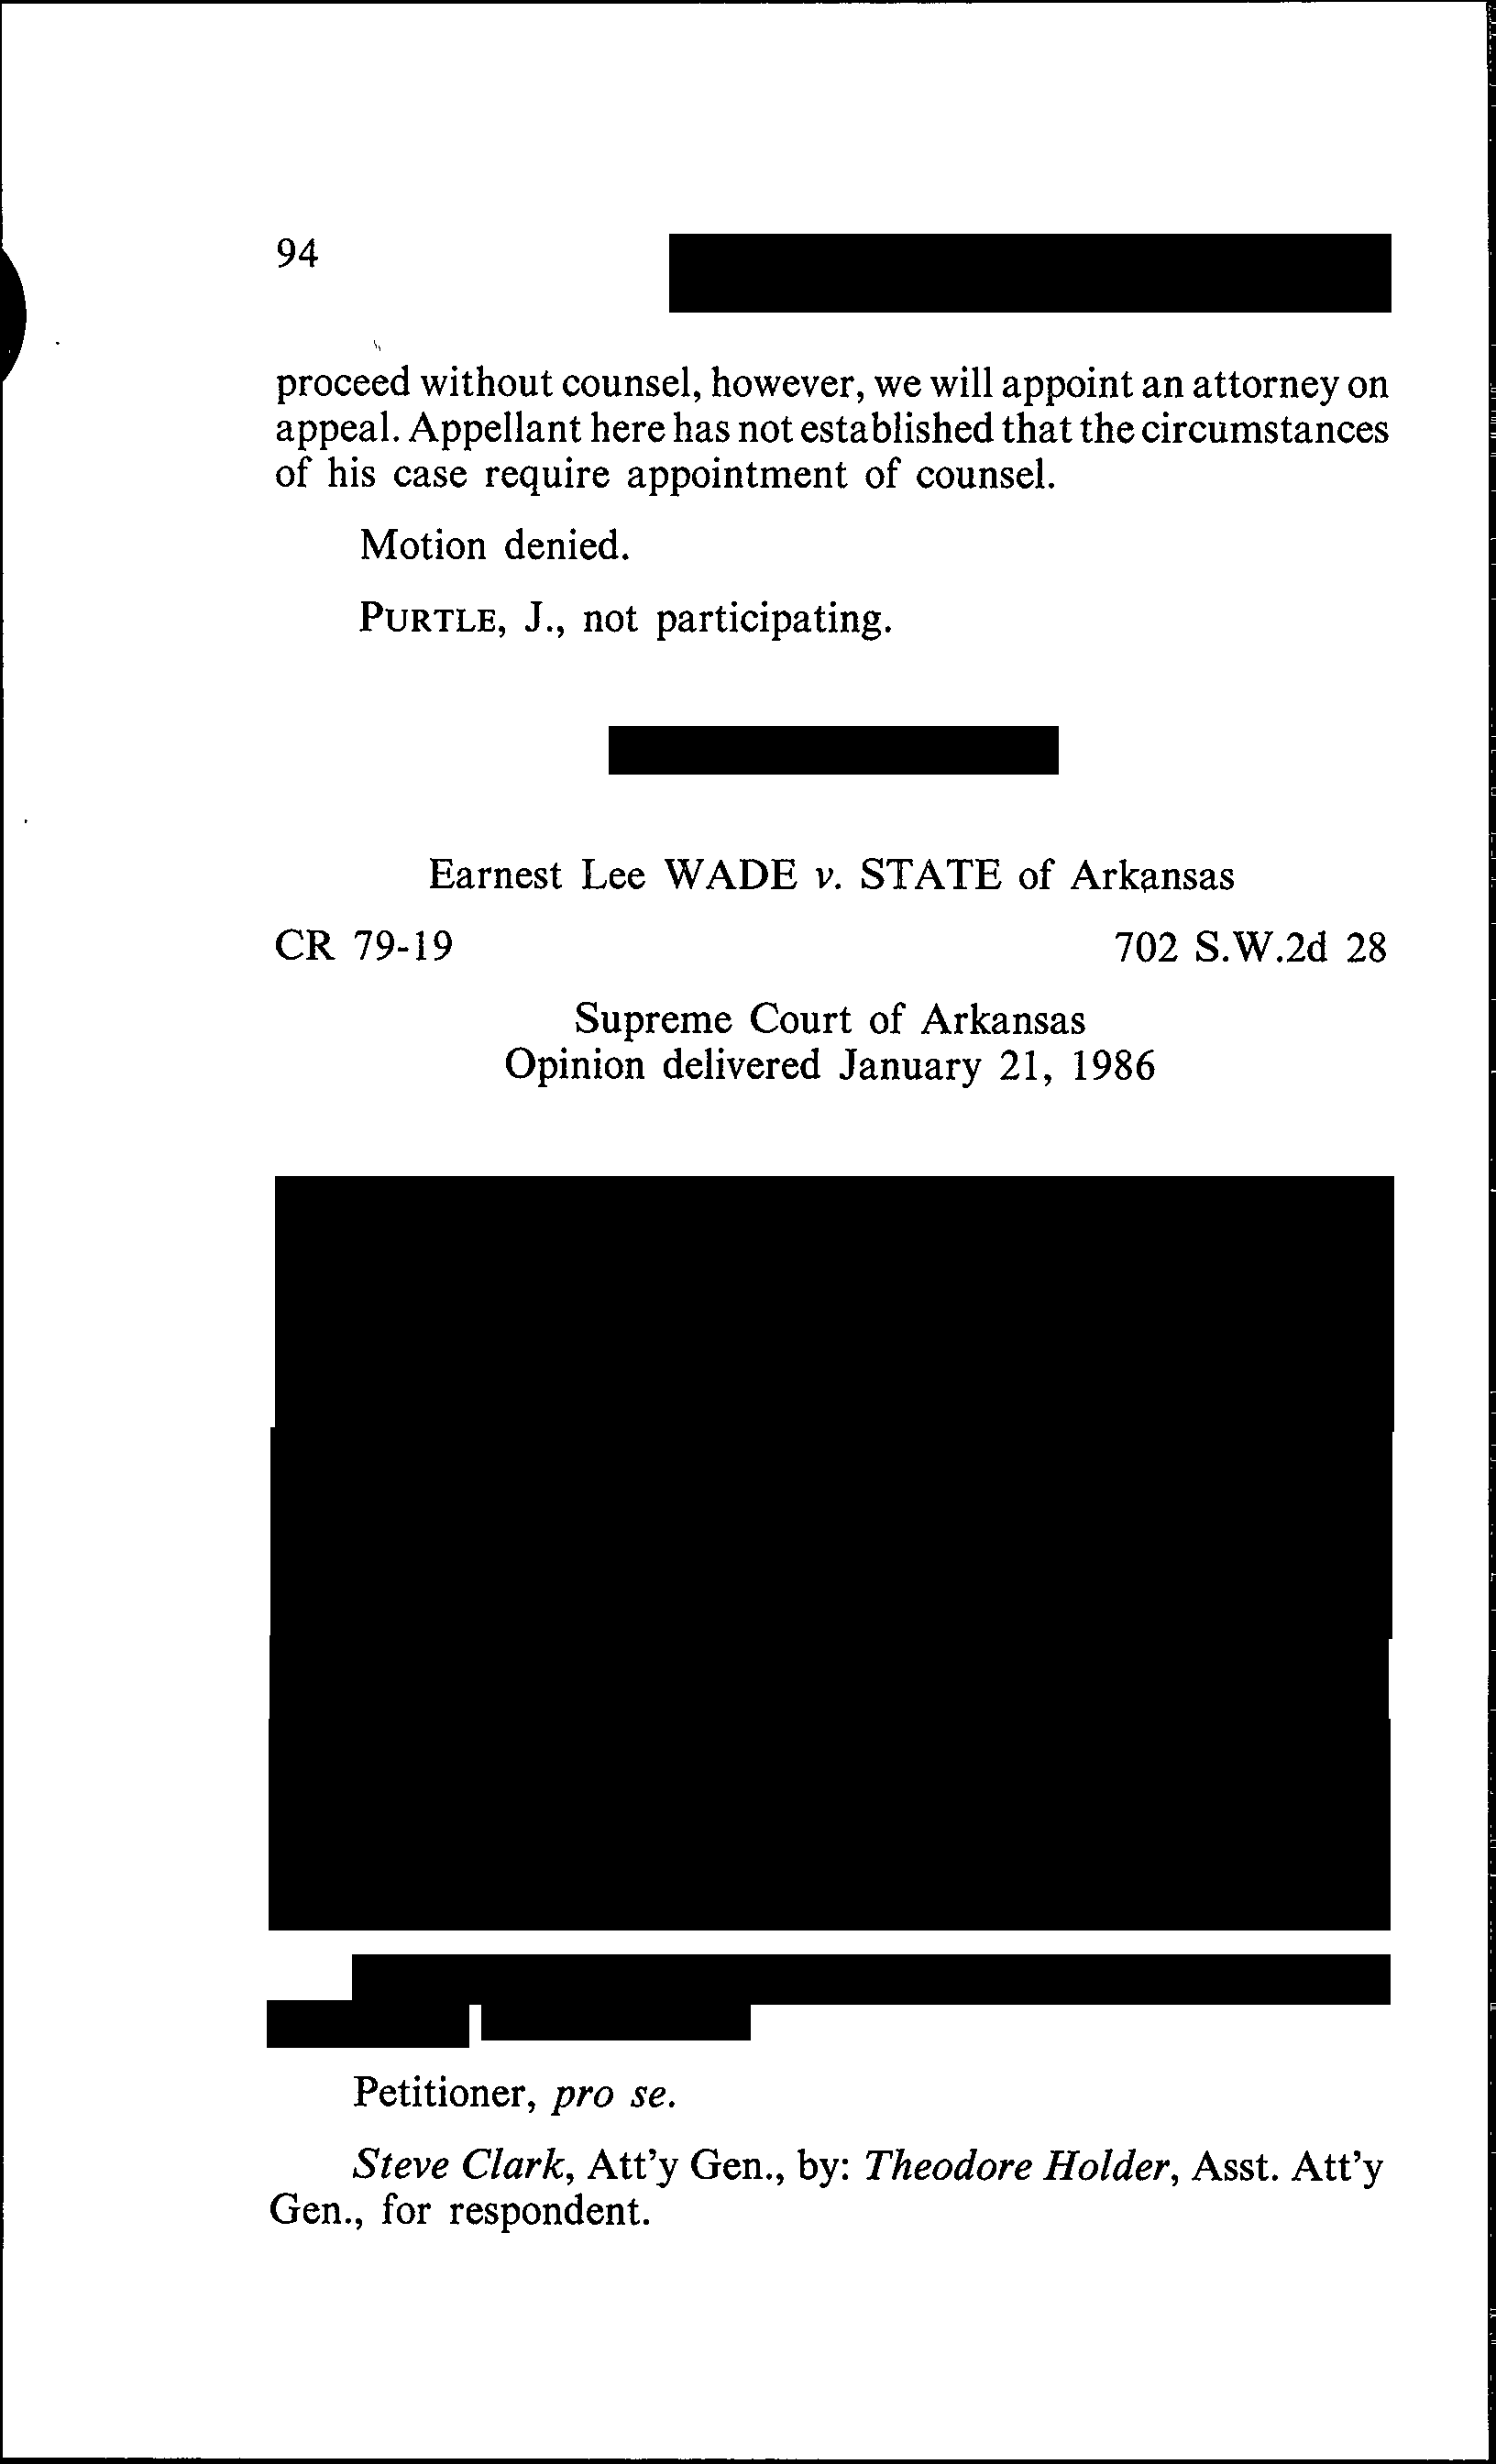 94
proceed without counsel, however, we will appoint an attorney on
appeal. Appellant here has not established that the circumstances
of his case require appointment of counsel.
Motion denied.
PURTLE, J., not participating.
Earnest Lee WADE v. STATE of Arkansas
CR 79-19 702 S.W.2d 28
Supreme Court of Arkansas
Opinion delivered January 21, 1986
Petitioner, pro se.
Steve Clark, Att'y Gen., by: Theodore Holder, Asst. Att'y
Gen., for respondent.